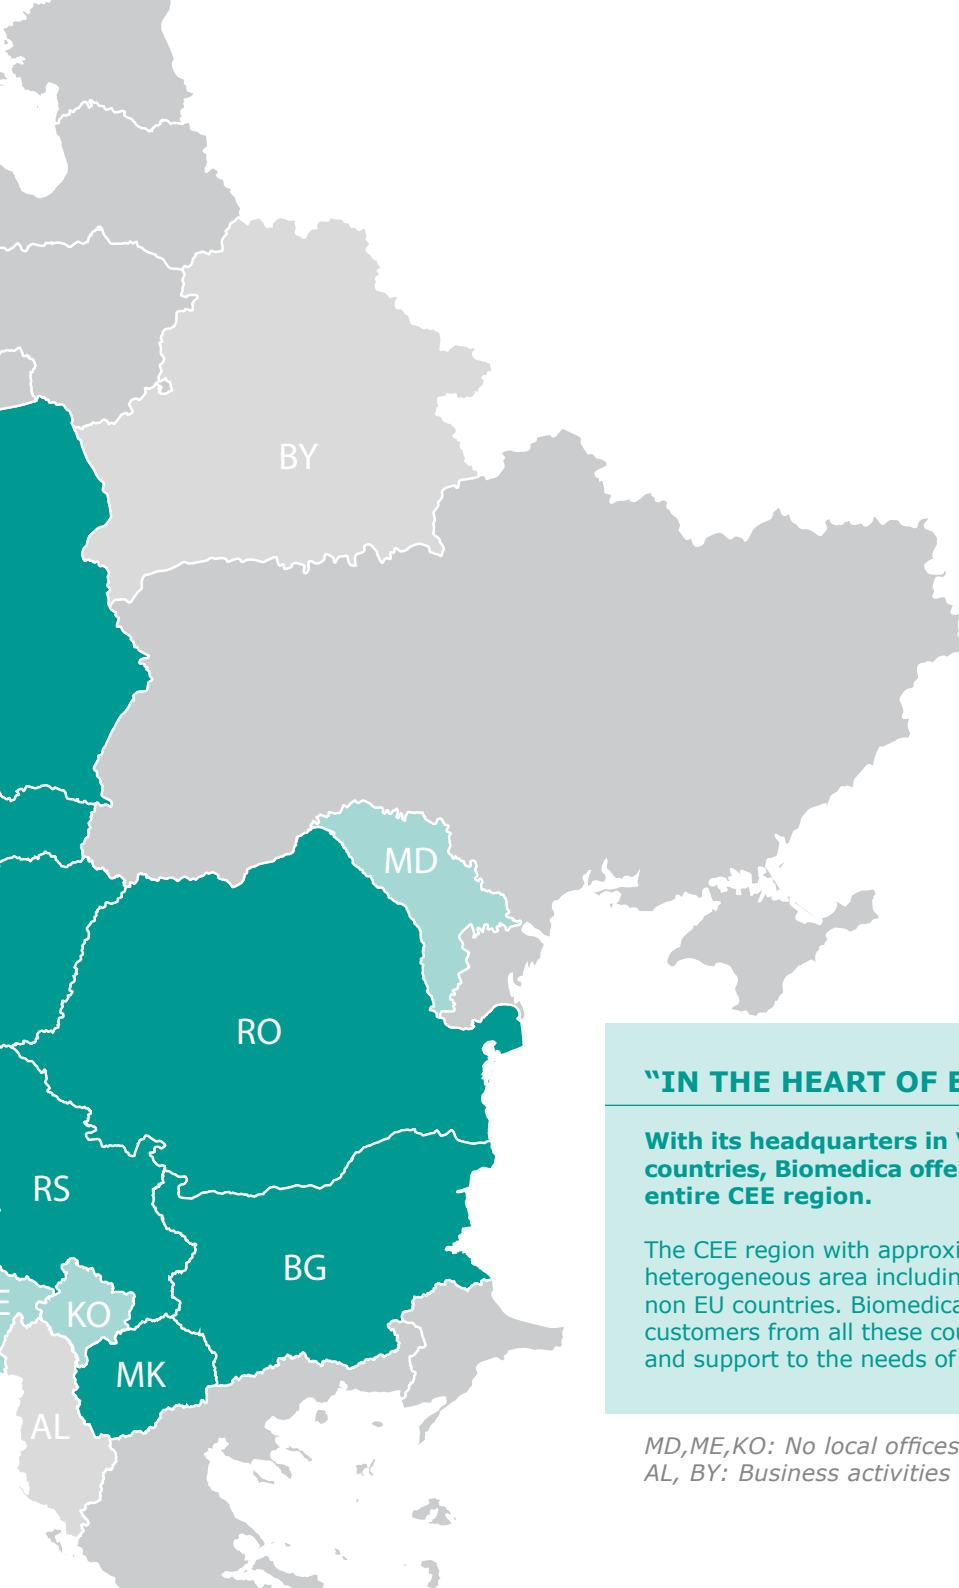 BY
MD
RO
RS
BG
E
KO
MK
AL
“IN THE HEART OF E
With its headquarters in V
countries, Biomedica offe
entire CEE region.
The CEE region with approxi
heterogeneous area includin
non EU countries. Biomedica
customers from all these cou
and support to the needs of
MD,ME,KO: No local offices
AL, BY: Business activities